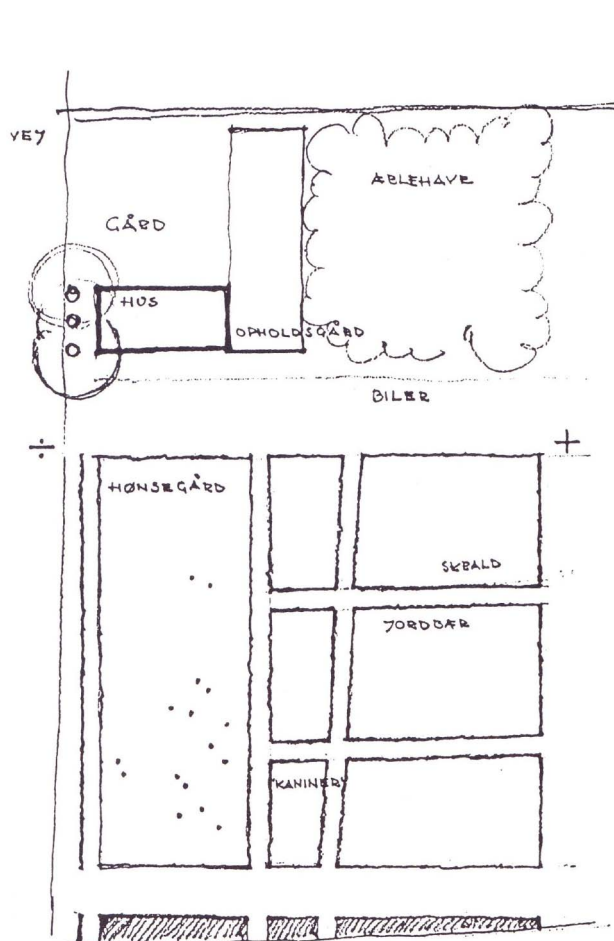 VEJ
ÆBLEHAVE
GÅRD
HUS
OPHOLDSGÅRD
BILER
÷
+
HØNSEGÅRD
SKRALD
JORDBÆR
KANINER